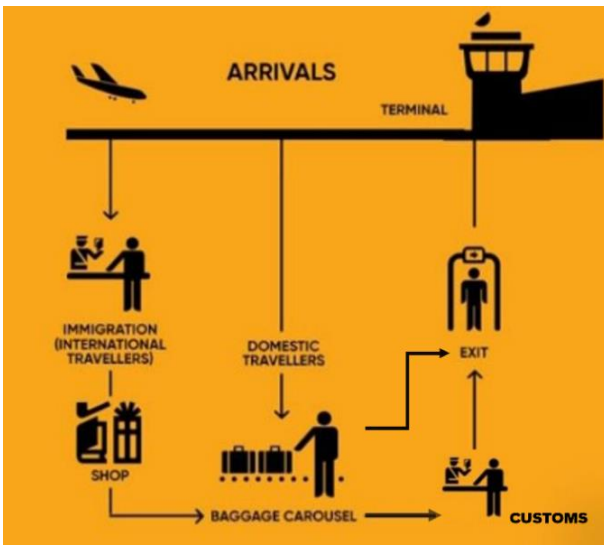 ARRIVALS
TERMINAL
IMMIGRATION
(INTERNATIONAL
TRAVELLERS)
DOMESTIC
TRAVELLERS
EXIT
SHOP
BAGGAGE CAROUSEL
CUSTOMS